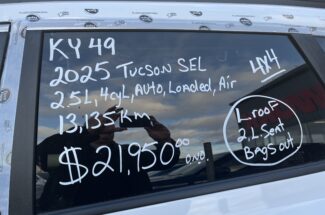 KY 49
2025 TUCSON SEL
2.5L, 4cyL, AUTO, Loaded, Air
13,135 Km
$21,950.00 O.N.O.
4x4
L.rooF
2, L Seat
BAgS out